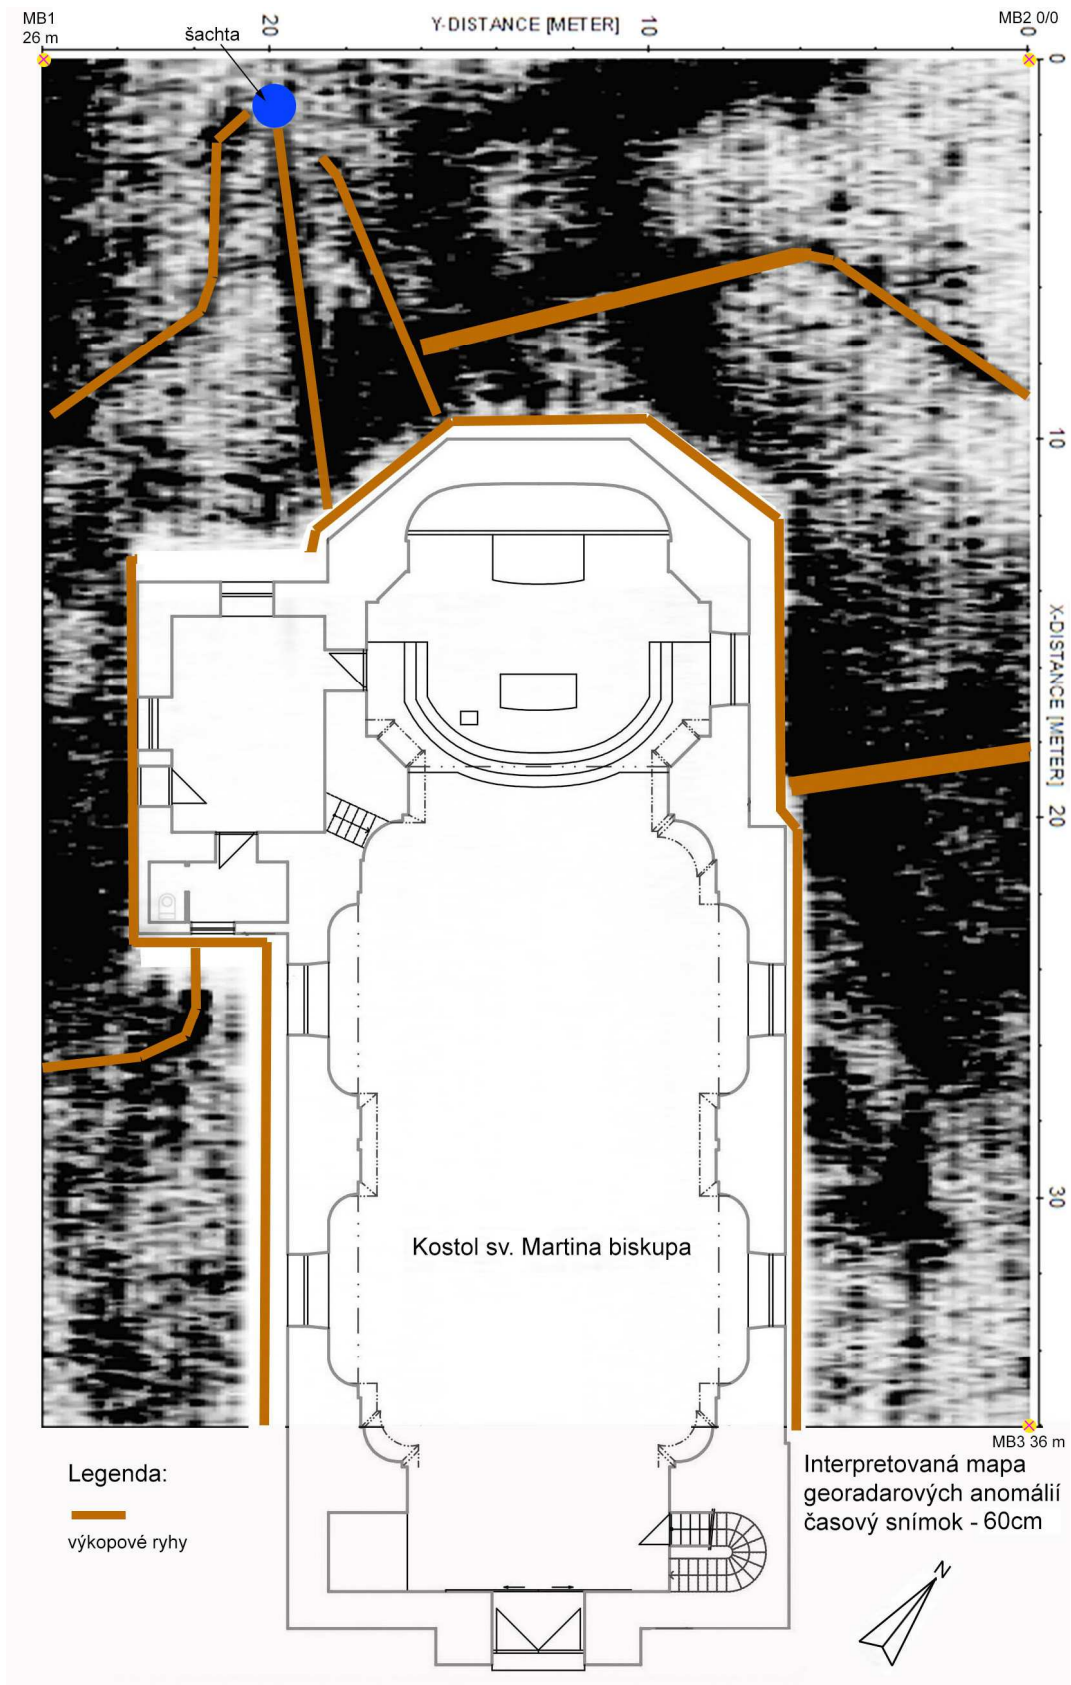 MB1
26 m
20
Y-DISTANCE [METER]
10
MB2 0/0
0
šachta
0
10
X-DISTANCE [METER]
20
30
Kostol sv. Martina biskupa
MB3 36 m
Legenda:
výkopové ryhy
Interpretovaná mapa
georadarových anomálií
časový snímok - 60cm
N